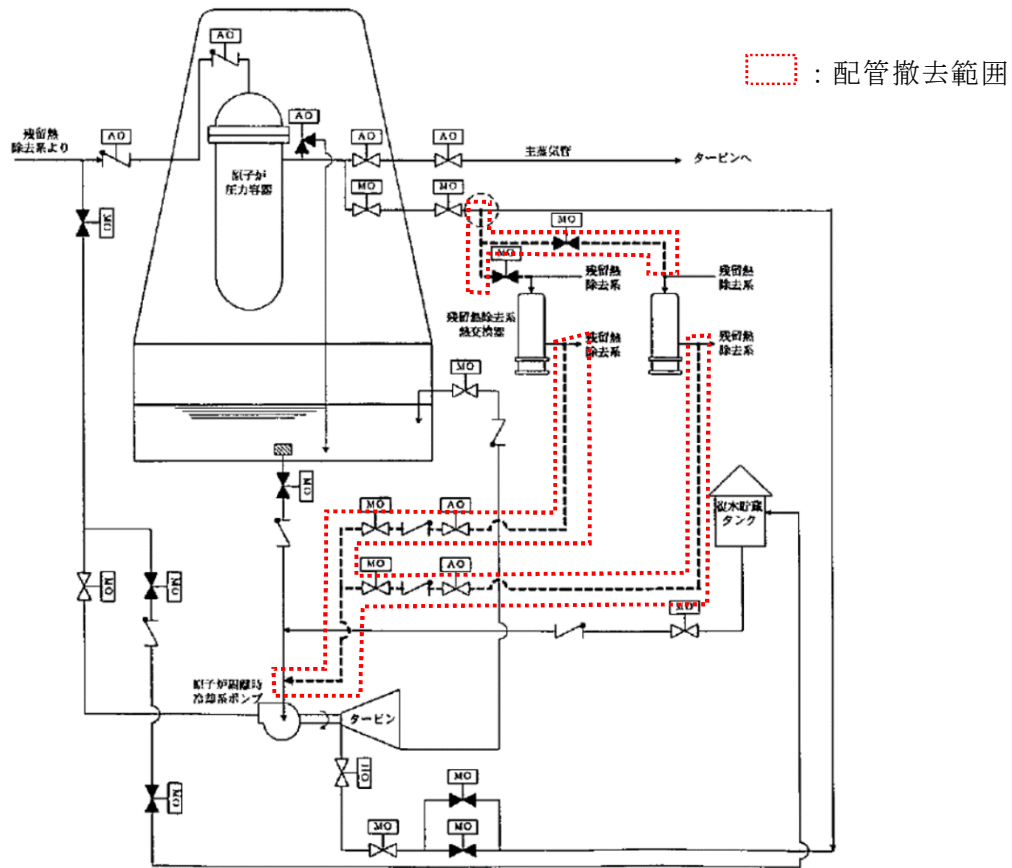 AO
: 配管撤去範囲
AO
残留熱
除去系より
AO
AO
AO
主蒸気管
タービンへ
原子炉
圧力容器
MO
MO
MO
MO
MO
残留熱
除去系
残留熱
除去系
残留熱除去系
熱交換器
残留熱
除去系
残留熱
除去系
MO
MO
MO
AO
復水貯蔵
タンク
MO
AO
MO
MO
MO
原子炉隔離時
冷却系ポンプ
タービン
MO
MO
MO
MO
MO